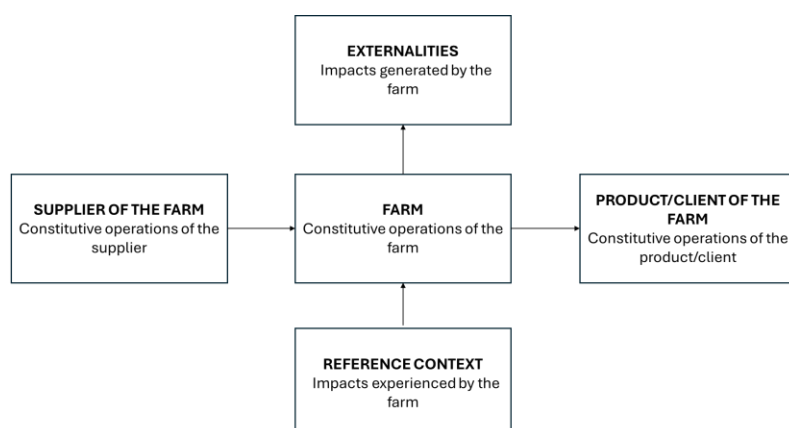 EXTERNALITIES
Impacts generated by the
farm
SUPPLIER OF THE FARM
Constitutive operations of the
supplier
FARM
Constitutive operations of the
farm
PRODUCT/CLIENT OF THE
FARM
Constitutive operations of the
product/client
REFERENCE CONTEXT
Impacts experienced by the
farm